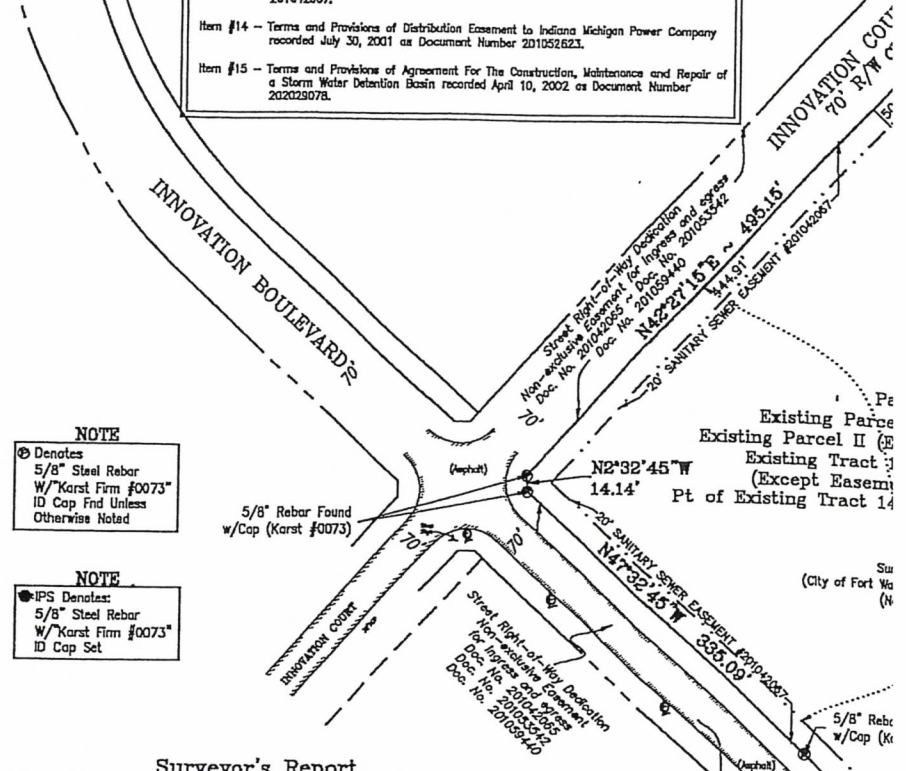 201042067.
Item #14 – Terms and Provisions of Distribution Easement to Indiana Michigan Power Company
recorded July 30, 2001 as Document Number 201052623.
Item #15 – Terms and Provisions of Agreement For The Construction, Maintenance and Repair of
a Storm Water Detention Basin recorded April 10, 2002 as Document Number
202029078.
INNOVATION COU
70' R/W
50
INNOVATION BOULEVARD
70'
Street Right-of-Way Dedication
Non-exclusive Easement for Ingress and egress
Doc. No. 201042065 ~ Doc. No. 201053542
Doc. No. 201059440
N42°27'15"E ~ 495.15'
444.91'
20' SANITARY SEWER EASEMENT #201042067
70'
Pa
Existing Parce
Existing Parcel II (E
Existing Tract 1
(Except Easem
Pt of Existing Tract 14
NOTE
Denotes
5/8" Steel Rebar
W/"Karst Firm #0073"
ID Cap Fnd Unless
Otherwise Noted
(Asphalt)
N2°32'45"W
14.14'
5/8" Rebar Found
w/Cap (Karst #0073)
70'
70'
20' SANITARY SEWER EASEMENT #201042067
N47°32'45"W 335.09'
Sur
(City of Fort Wa
(N
NOTE
IPS Denotes:
5/8" Steel Rebar
W/"Karst Firm #0073"
ID Cap Set
INNOVATION COURT
Street Right-of-Way Dedication
Non-exclusive Easement
for Ingress and egress
Doc. No. 201042065
Doc. No. 201053542
Doc. No. 201059440
5/8" Reba
w/Cap (Ka
(Asphalt)
Surveyor's Report